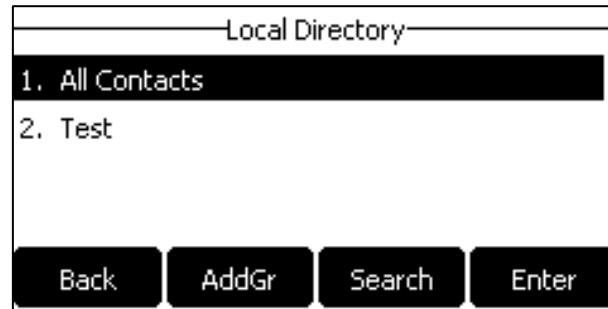 Local Directory
1. All Contacts
2. Test
Back AddGr Search Enter